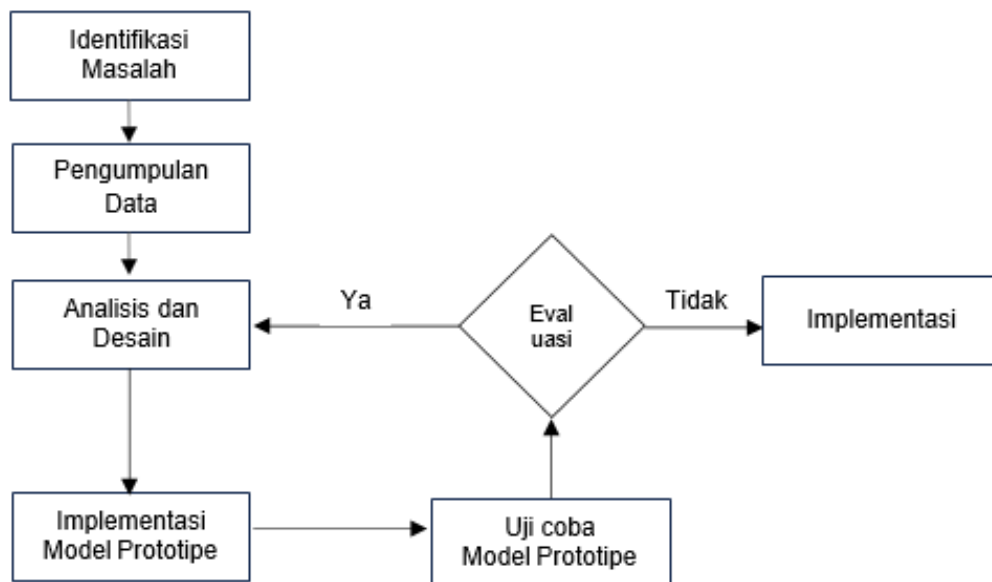 Identifikasi
Masalah
Pengumpulan
Data
Analisis dan
Desain
Ya
Eval
uasi
Tidak
Implementasi
Implementasi
Model Prototipe
Uji coba
Model Prototipe